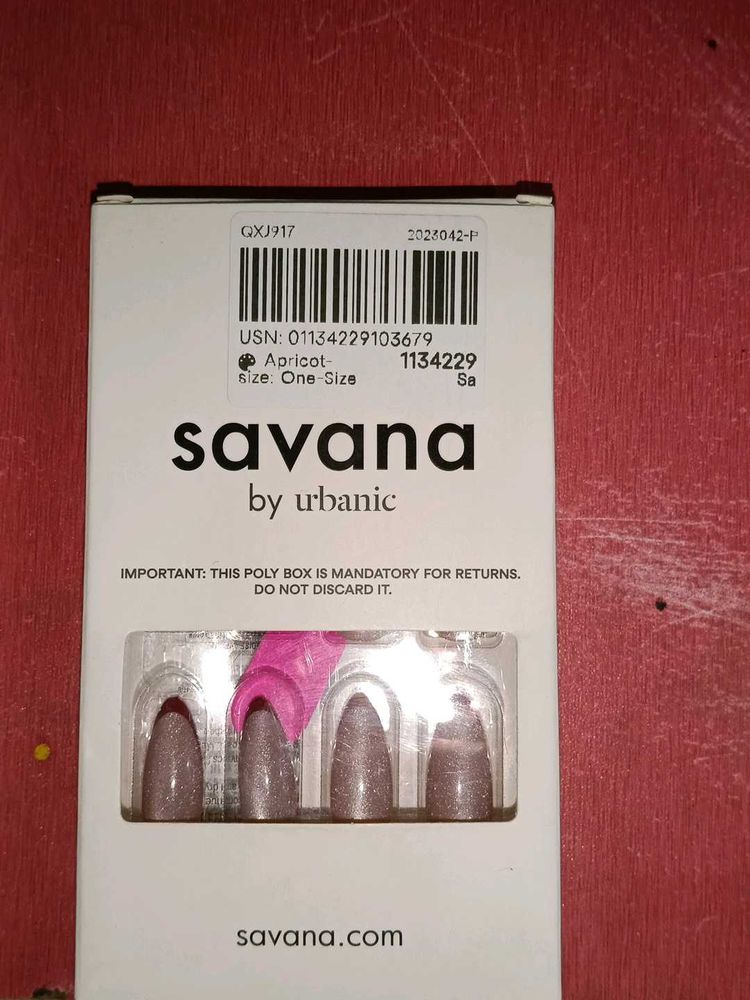 QXJ917 2023042-P
USN: 01134229103679
Apricot- 1134229
size: One-Size Sa
savana
by urbanic
IMPORTANT: THIS POLY BOX IS MANDATORY FOR RETURNS.
DO NOT DISCARD IT.
savana.com